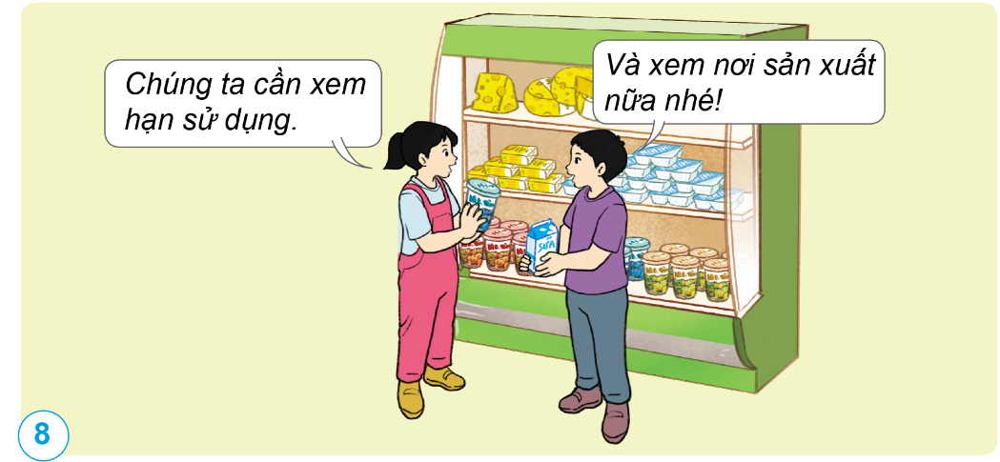 Chúng ta cần xem
hạn sử dụng.
Và xem nơi sản xuất
nữa nhé!
SỮA
8